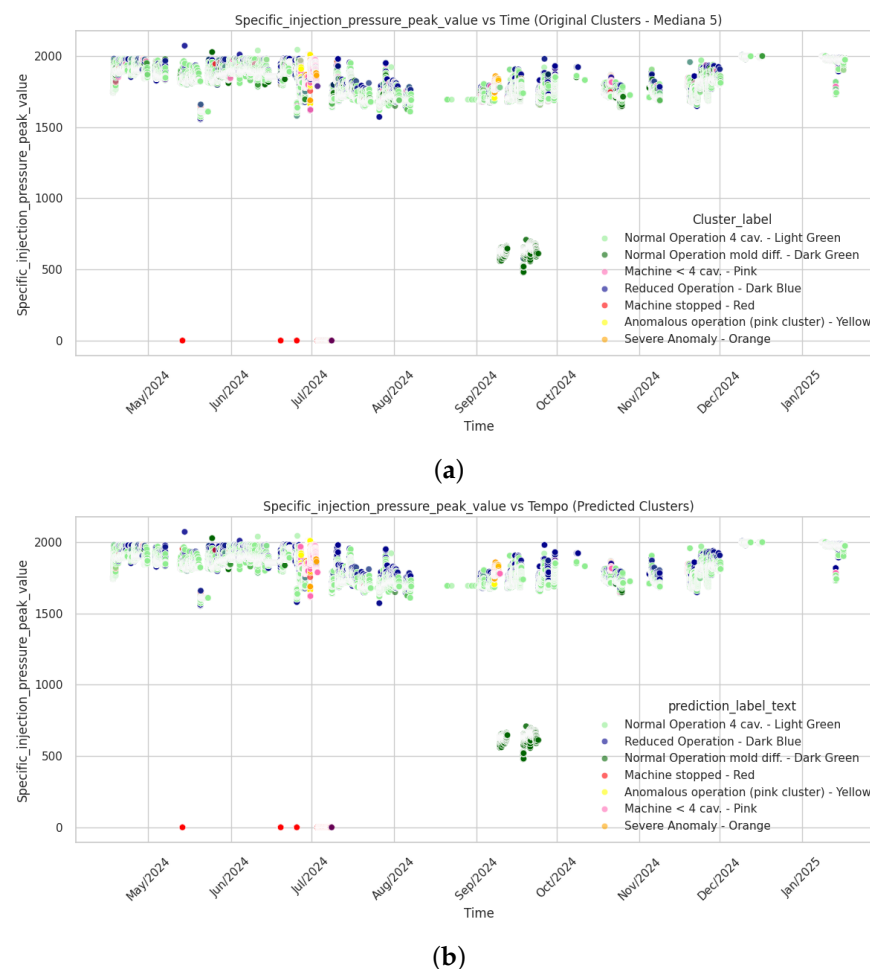 Specific_injection_pressure_peak_value vs Time (Original Clusters - Mediana 5)
Specific_injection_pressure_peak_value
2000
1500
1000
500
0
Cluster_label
Normal Operation 4 cav. - Light Green
Normal Operation mold diff. - Dark Green
Machine < 4 cav. - Pink
Reduced Operation - Dark Blue
Machine stopped - Red
Anomalous operation (pink cluster) - Yellow
Severe Anomaly - Orange
May/2024
Jun/2024
Jul/2024
Aug/2024
Sep/2024
Oct/2024
Nov/2024
Dec/2024
Jan/2025
Time
(a)
Specific_injection_pressure_peak_value vs Tempo (Predicted Clusters)
Specific_injection_pressure_peak_value
2000
1500
1000
500
0
prediction_label_text
Normal Operation 4 cav. - Light Green
Reduced Operation - Dark Blue
Normal Operation mold diff. - Dark Green
Machine stopped - Red
Anomalous operation (pink cluster) - Yellow
Machine < 4 cav. - Pink
Severe Anomaly - Orange
May/2024
Jun/2024
Jul/2024
Aug/2024
Sep/2024
Oct/2024
Nov/2024
Dec/2024
Jan/2025
Time
(b)